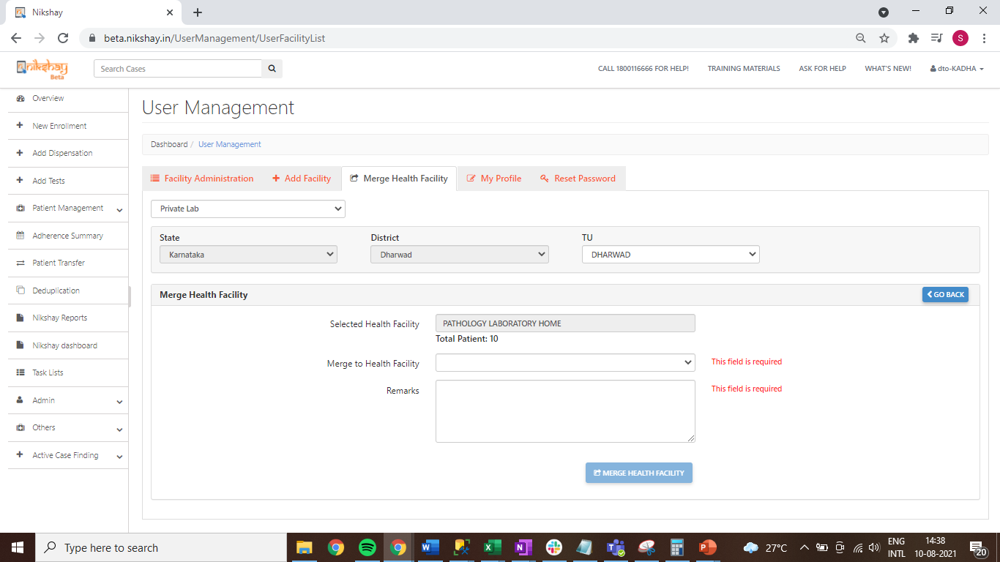 Nikshay
beta.nikshay.in/UserManagement/UserFacilityList
S
nikshay
Beta
Search Cases
CALL 1800116666 FOR HELP!
TRAINING MATERIALS
ASK FOR HELP
WHAT'S NEW!
dto-KADHA
Overview
New Enrollment
Add Dispensation
Add Tests
Patient Management
Adherence Summary
Patient Transfer
Deduplication
Nikshay Reports
Nikshay dashboard
Task Lists
Admin
Others
Active Case Finding
User Management
Dashboard / User Management
Facility Administration
Add Facility
Merge Health Facility
My Profile
Reset Password
Private Lab
State
District
TU
Karnataka
Dharwad
DHARWAD
Merge Health Facility
GO BACK
Selected Health Facility
PATHOLOGY LABORATORY HOME
Total Patient: 10
Merge to Health Facility
This field is required
Remarks
This field is required
MERGE HEALTH FACILITY
Type here to search
27°C
ENG
INTL
14:38
10-08-2021
20